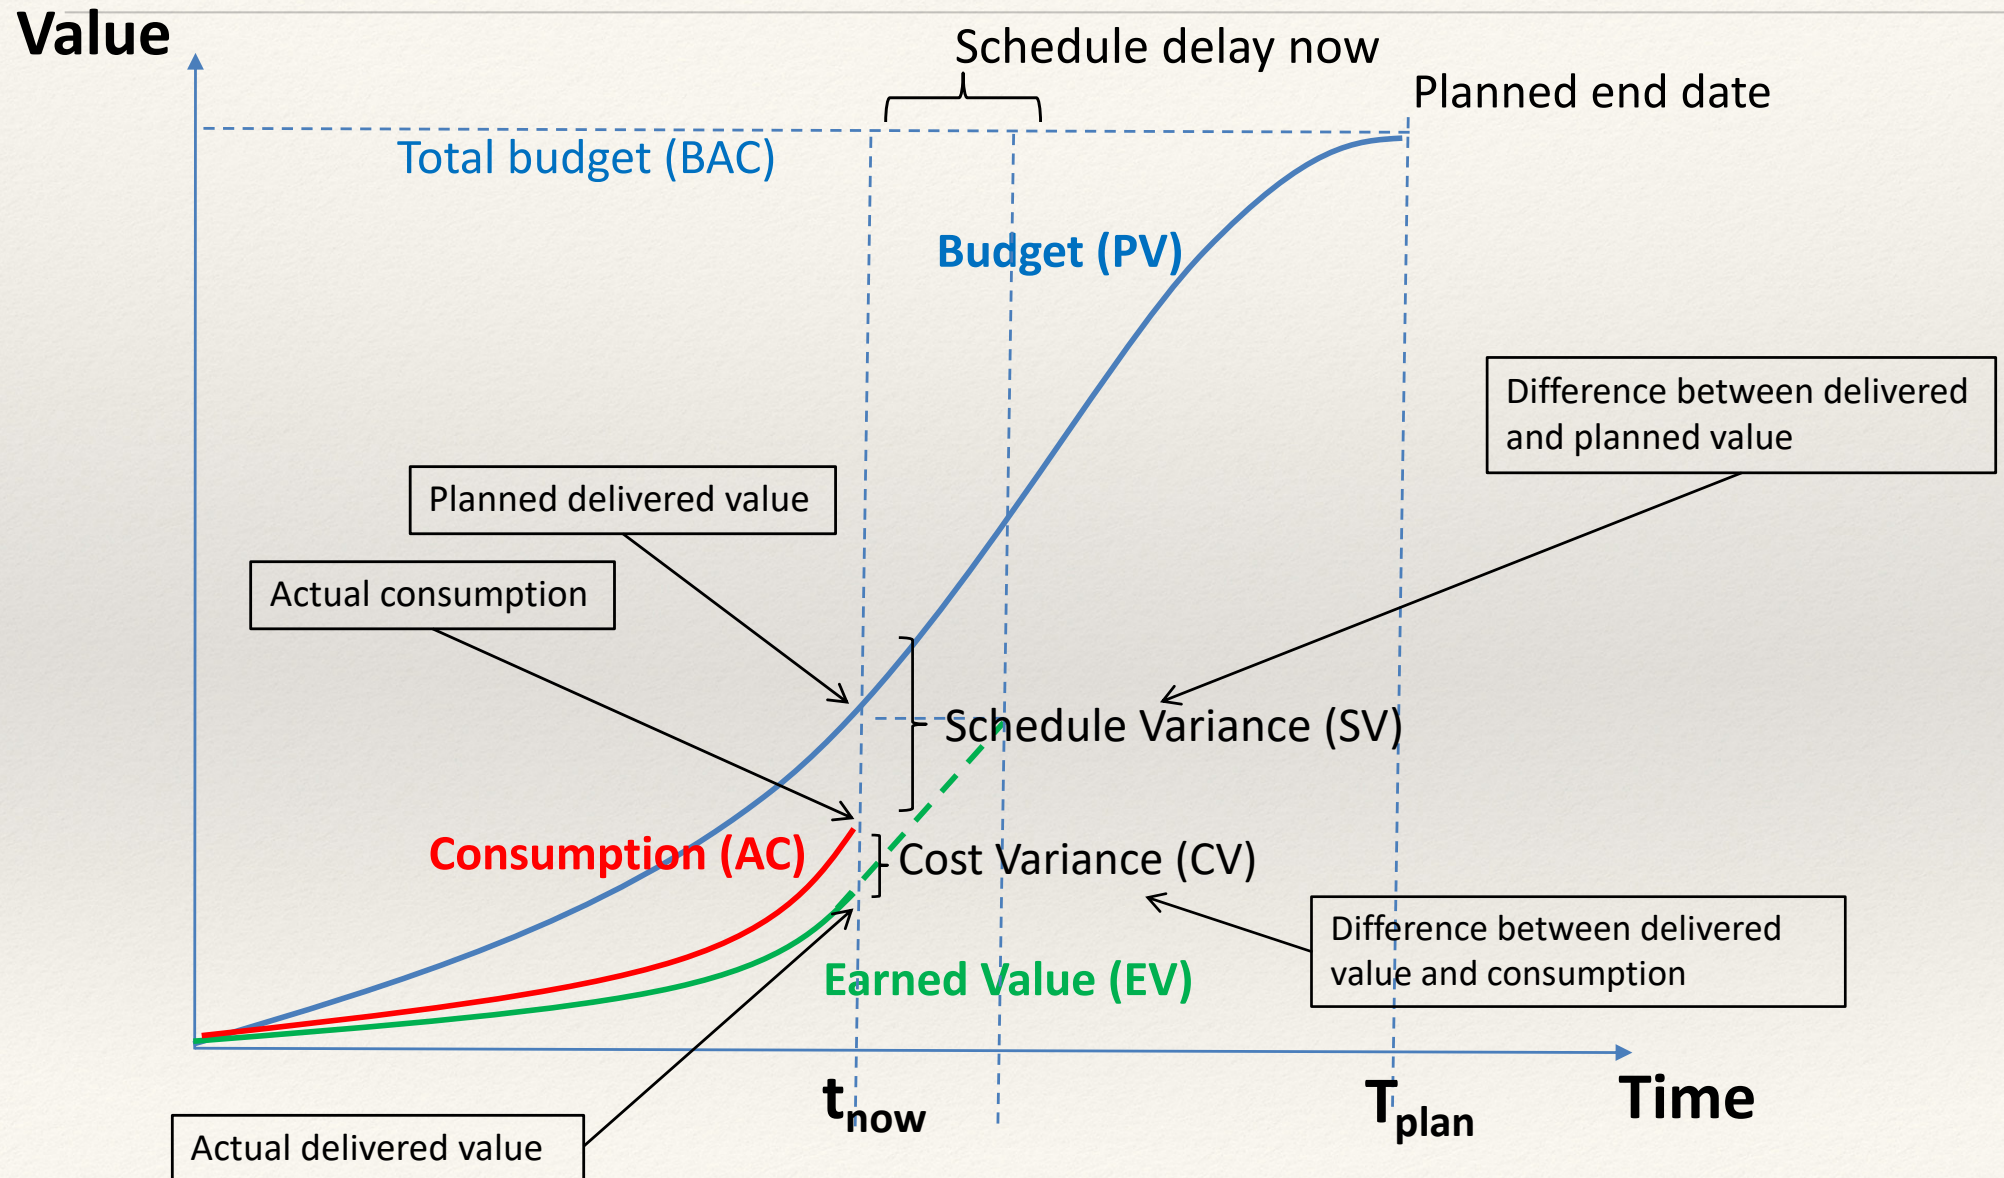 Value
Schedule delay now
Planned end date
Total budget (BAC)
Budget (PV)
Difference between delivered
and planned value
Planned delivered value
Actual consumption
Schedule Variance (SV)
Consumption (AC)
Cost Variance (CV)
Difference between delivered
value and consumption
Earned Value (EV)
tnow
Tplan
Time
Actual delivered value